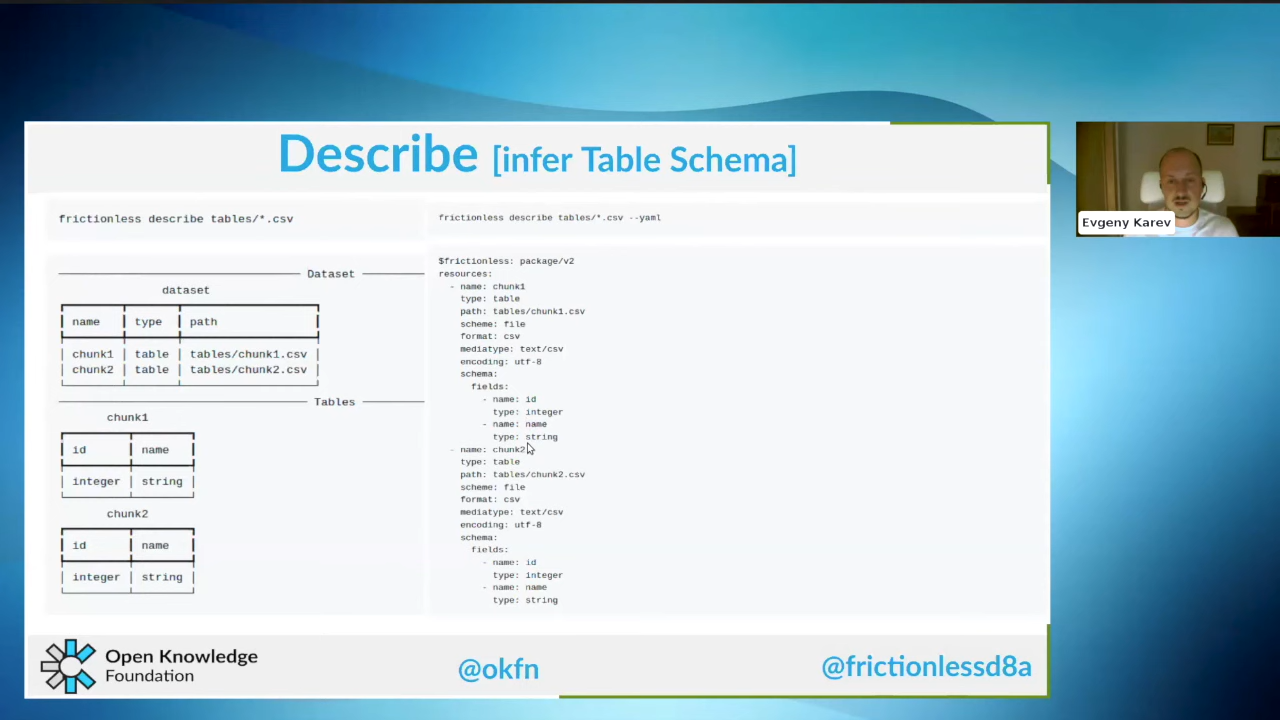 Describe [infer Table Schema]
frictionless describe tables/*.csv
Dataset
dataset
name type path
chunk1 table tables/chunk1.csv
chunk2 table tables/chunk2.csv
Tables
chunk1
id name
integer string
chunk2
id name
integer string
frictionless describe tables/*.csv --yaml
$frictionless: package/v2
resources:
- name: chunk1
type: table
path: tables/chunk1.csv
scheme: file
format: csv
mediatype: text/csv
encoding: utf-8
schema:
fields:
- name: id
type: integer
- name: name
type: string
- name: chunk2
type: table
path: tables/chunk2.csv
scheme: file
format: csv
mediatype: text/csv
encoding: utf-8
schema:
fields:
- name: id
type: integer
- name: name
type: string
Evgeny Karev
Open Knowledge
Foundation
@okfn
@frictionlessd8a